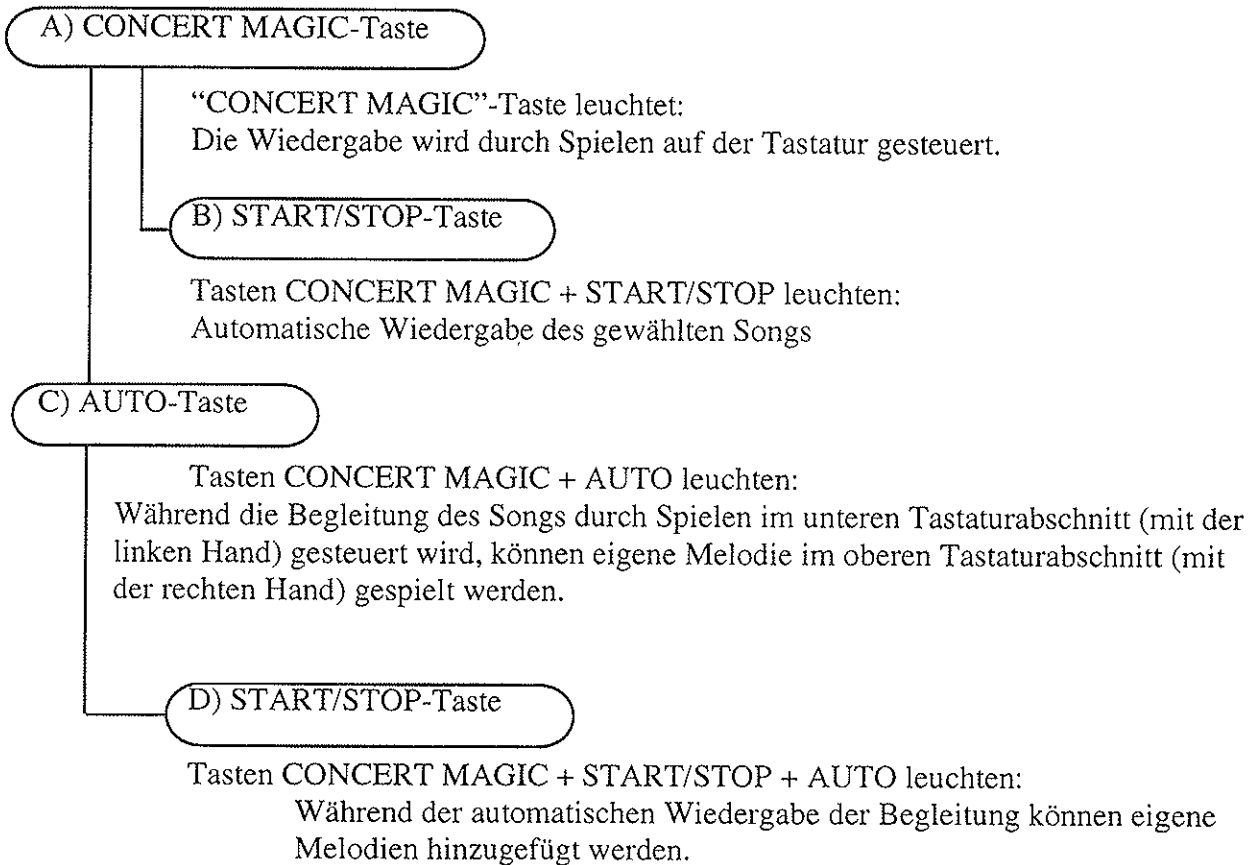 A) CONCERT MAGIC-Taste
“CONCERT MAGIC”-Taste leuchtet:
Die Wiedergabe wird durch Spielen auf der Tastatur gesteuert.
B) START/STOP-Taste
Tasten CONCERT MAGIC + START/STOP leuchten:
Automatische Wiedergabe des gewählten Songs
C) AUTO-Taste
Tasten CONCERT MAGIC + AUTO leuchten:
Während die Begleitung des Songs durch Spielen im unteren Tastaturabschnitt (mit der
linken Hand) gesteuert wird, können eigene Melodie im oberen Tastaturabschnitt (mit
der rechten Hand) gespielt werden.
D) START/STOP-Taste
Tasten CONCERT MAGIC + START/STOP + AUTO leuchten:
Während der automatischen Wiedergabe der Begleitung können eigene
Melodien hinzugefügt werden.